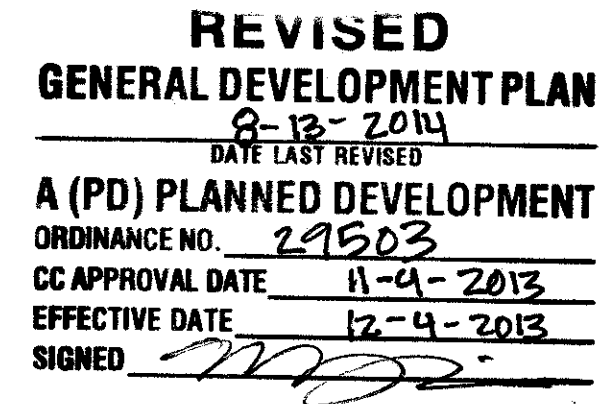 REVISED
GENERAL DEVELOPMENT PLAN
8-13-2014
DATE LAST REVISED
A (PD) PLANNED DEVELOPMENT
ORDINANCE NO. 29503
CC APPROVAL DATE 11-4-2013
EFFECTIVE DATE 12-4-2013
SIGNED